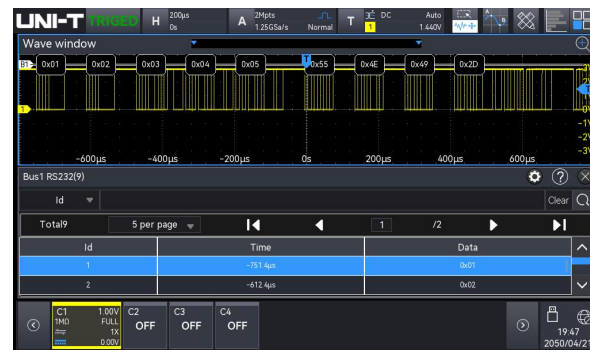 UNI-T TRIGED H 200μs 0s A 2Mpts 1.25GSa/s Normal T DC 1 Auto 1.440V
Wave window
B1 0x01 0x02 0x03 0x04 0x05 T 0x55 0x4E 0x49 0x2D
3V
2V
1 0V
-1V
-2V
-3V
-600μs -400μs -200μs 0s 200μs 400μs 600μs
Bus1 RS232(9)
Id Clear
Total9 5 per page 1 /2
Id Time Data
1 -751.4μs 0x01
2 -612.4μs 0x02
C1 1.00V C2 C3 C4
1MΩ FULL OFF OFF OFF
1X
0.00V
19:47
2050/04/21